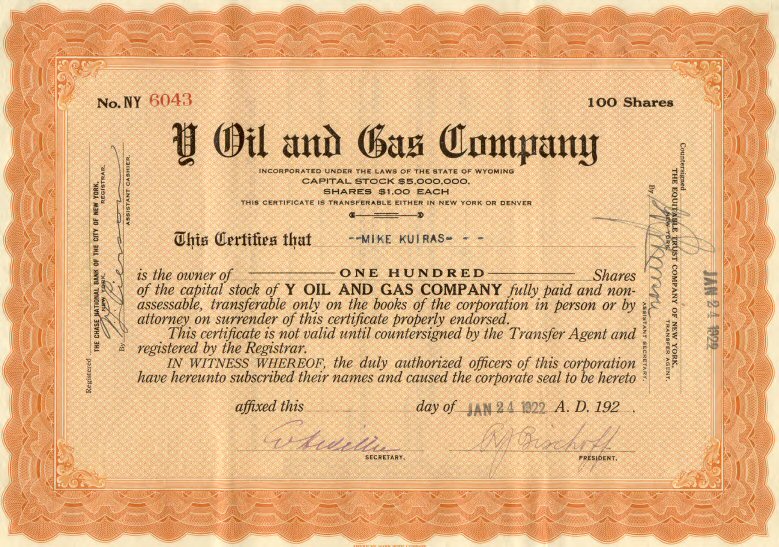 No. NY 6043
100 Shares
Y Oil and Gas Company
INCORPORATED UNDER THE LAWS OF THE STATE OF WYOMING
CAPITAL STOCK $5,000,000,
SHARES $1.00 EACH
THIS CERTIFICATE IS TRANSFERABLE EITHER IN NEW YORK OR DENVER
This Certifies that --MIKE KUIRAS- - -
is the owner of ONE HUNDRED Shares
of the capital stock of Y OIL AND GAS COMPANY fully paid and non-
assessable, transferable only on the books of the corporation in person or by
attorney on surrender of this certificate properly endorsed.
This certificate is not valid until countersigned by the Transfer Agent and
registered by the Registrar.
IN WITNESS WHEREOF, the duly authorized officers of this corporation
have hereunto subscribed their names and caused the corporate seal to be hereto
affixed this day of JAN 24 1922 A. D. 192 .
SECRETARY.
R J Bischoff
PRESIDENT.
Registered
THE CHASE NATIONAL BANK OF THE CITY OF NEW YORK,
NEW YORK. REGISTRAR.
By
ASSISTANT CASHIER.
Countersigned
THE EQUITABLE TRUST COMPANY OF NEW YORK,
NEW YORK. TRANSFER AGENT.
By
ASSISTANT SECRETARY.
JAN 24 1922